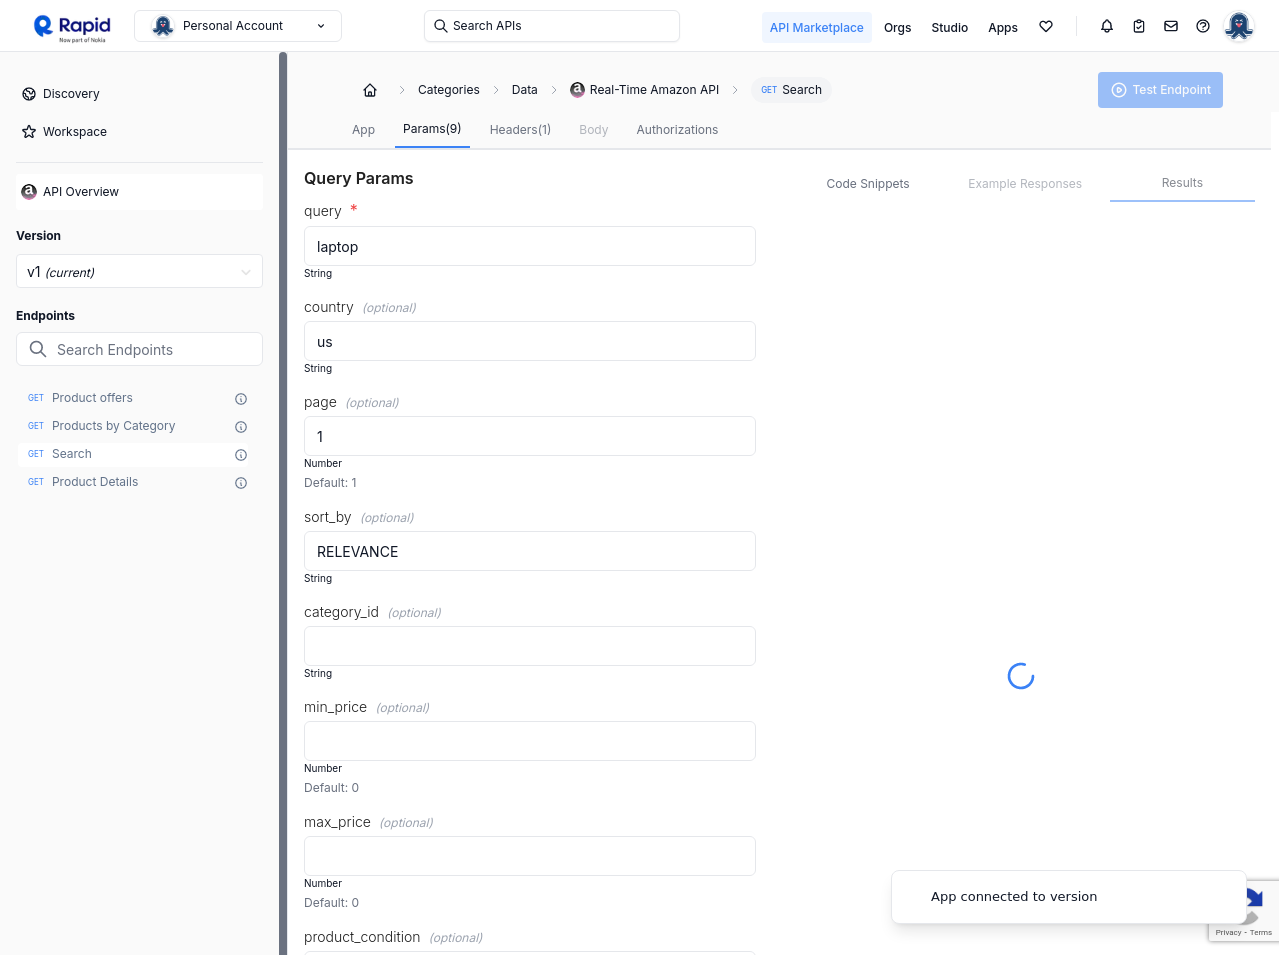 Rapid
Now part of Nokia
Personal Account
Search APIs
API Marketplace
Orgs
Studio
Apps
Discovery
Workspace
API Overview
Version
v1 (current)
Endpoints
Search Endpoints
GET Product offers
GET Products by Category
GET Search
GET Product Details
Categories
Data
Real-Time Amazon API
GET Search
Test Endpoint
App
Params(9)
Headers(1)
Body
Authorizations
Query Params
query *
laptop
String
country (optional)
us
String
page (optional)
1
Number
Default: 1
sort_by (optional)
RELEVANCE
String
category_id (optional)
String
min_price (optional)
Number
Default: 0
max_price (optional)
Number
Default: 0
product_condition (optional)
Code Snippets
Example Responses
Results
App connected to version
Privacy - Terms